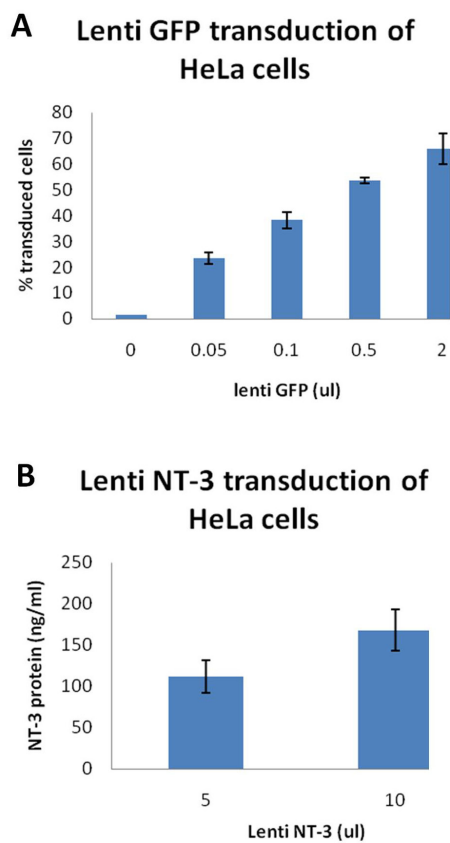 A
Lenti GFP transduction of
HeLa cells
% transduced cells
80
70
60
50
40
30
20
10
0
0 0.05 0.1 0.5 2
lenti GFP (ul)
B
Lenti NT-3 transduction of
HeLa cells
NT-3 protein (ng/ml)
250
200
150
100
50
0
5 10
Lenti NT-3 (ul)